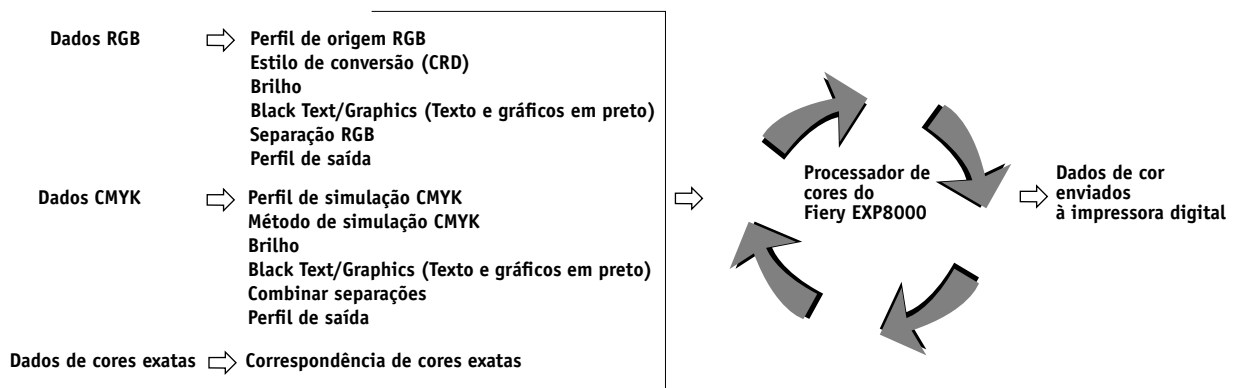 Dados RGB
Perfil de origem RGB
Estilo de conversão (CRD)
Brilho
Black Text/Graphics (Texto e gráficos em preto)
Separação RGB
Perfil de saída
Dados CMYK
Perfil de simulação CMYK
Método de simulação CMYK
Brilho
Black Text/Graphics (Texto e gráficos em preto)
Combinar separações
Perfil de saída
Dados de cores exatas
Correspondência de cores exatas
Processador de
cores do
Fiery EXP8000
Dados de cor
enviados
à impressora digital